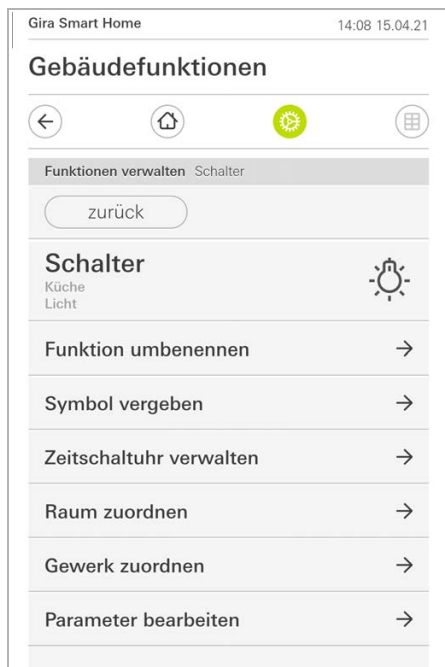 Gira Smart Home 14:08 15.04.21
Gebäudefunktionen
Funktionen verwalten Schalter
zurück
Schalter
Küche
Licht
Funktion umbenennen
Symbol vergeben
Zeitschaltuhr verwalten
Raum zuordnen
Gewerk zuordnen
Parameter bearbeiten